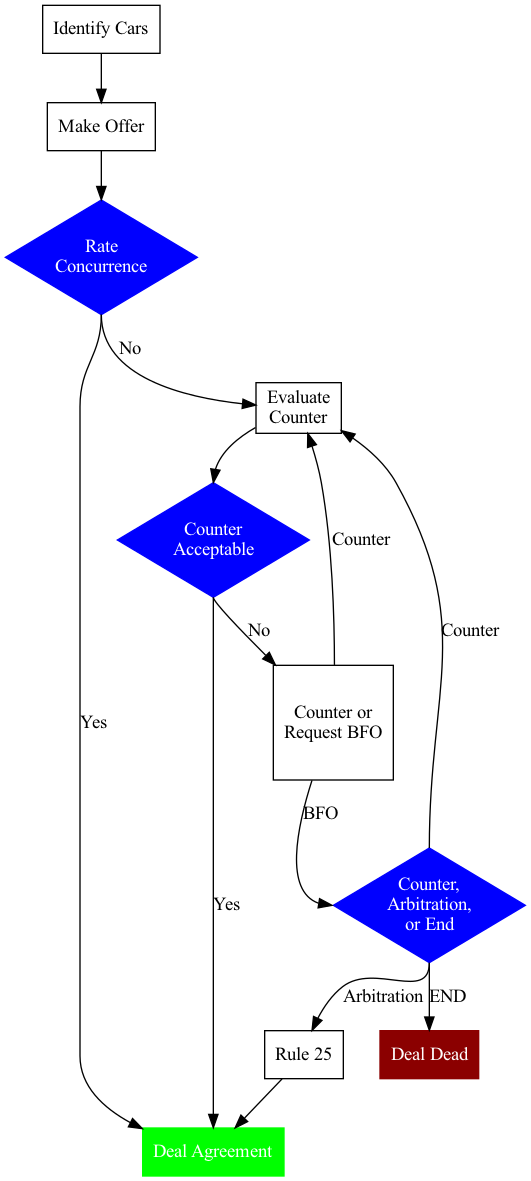 Identify Cars
Make Offer
Rate
Concurrence
No
Evaluate
Counter
Counter
Acceptable
Counter
No
Counter
Yes
Counter or
Request BFO
BFO
Yes
Counter,
Arbitration,
or End
Arbitration
END
Rule 25
Deal Dead
Deal Agreement